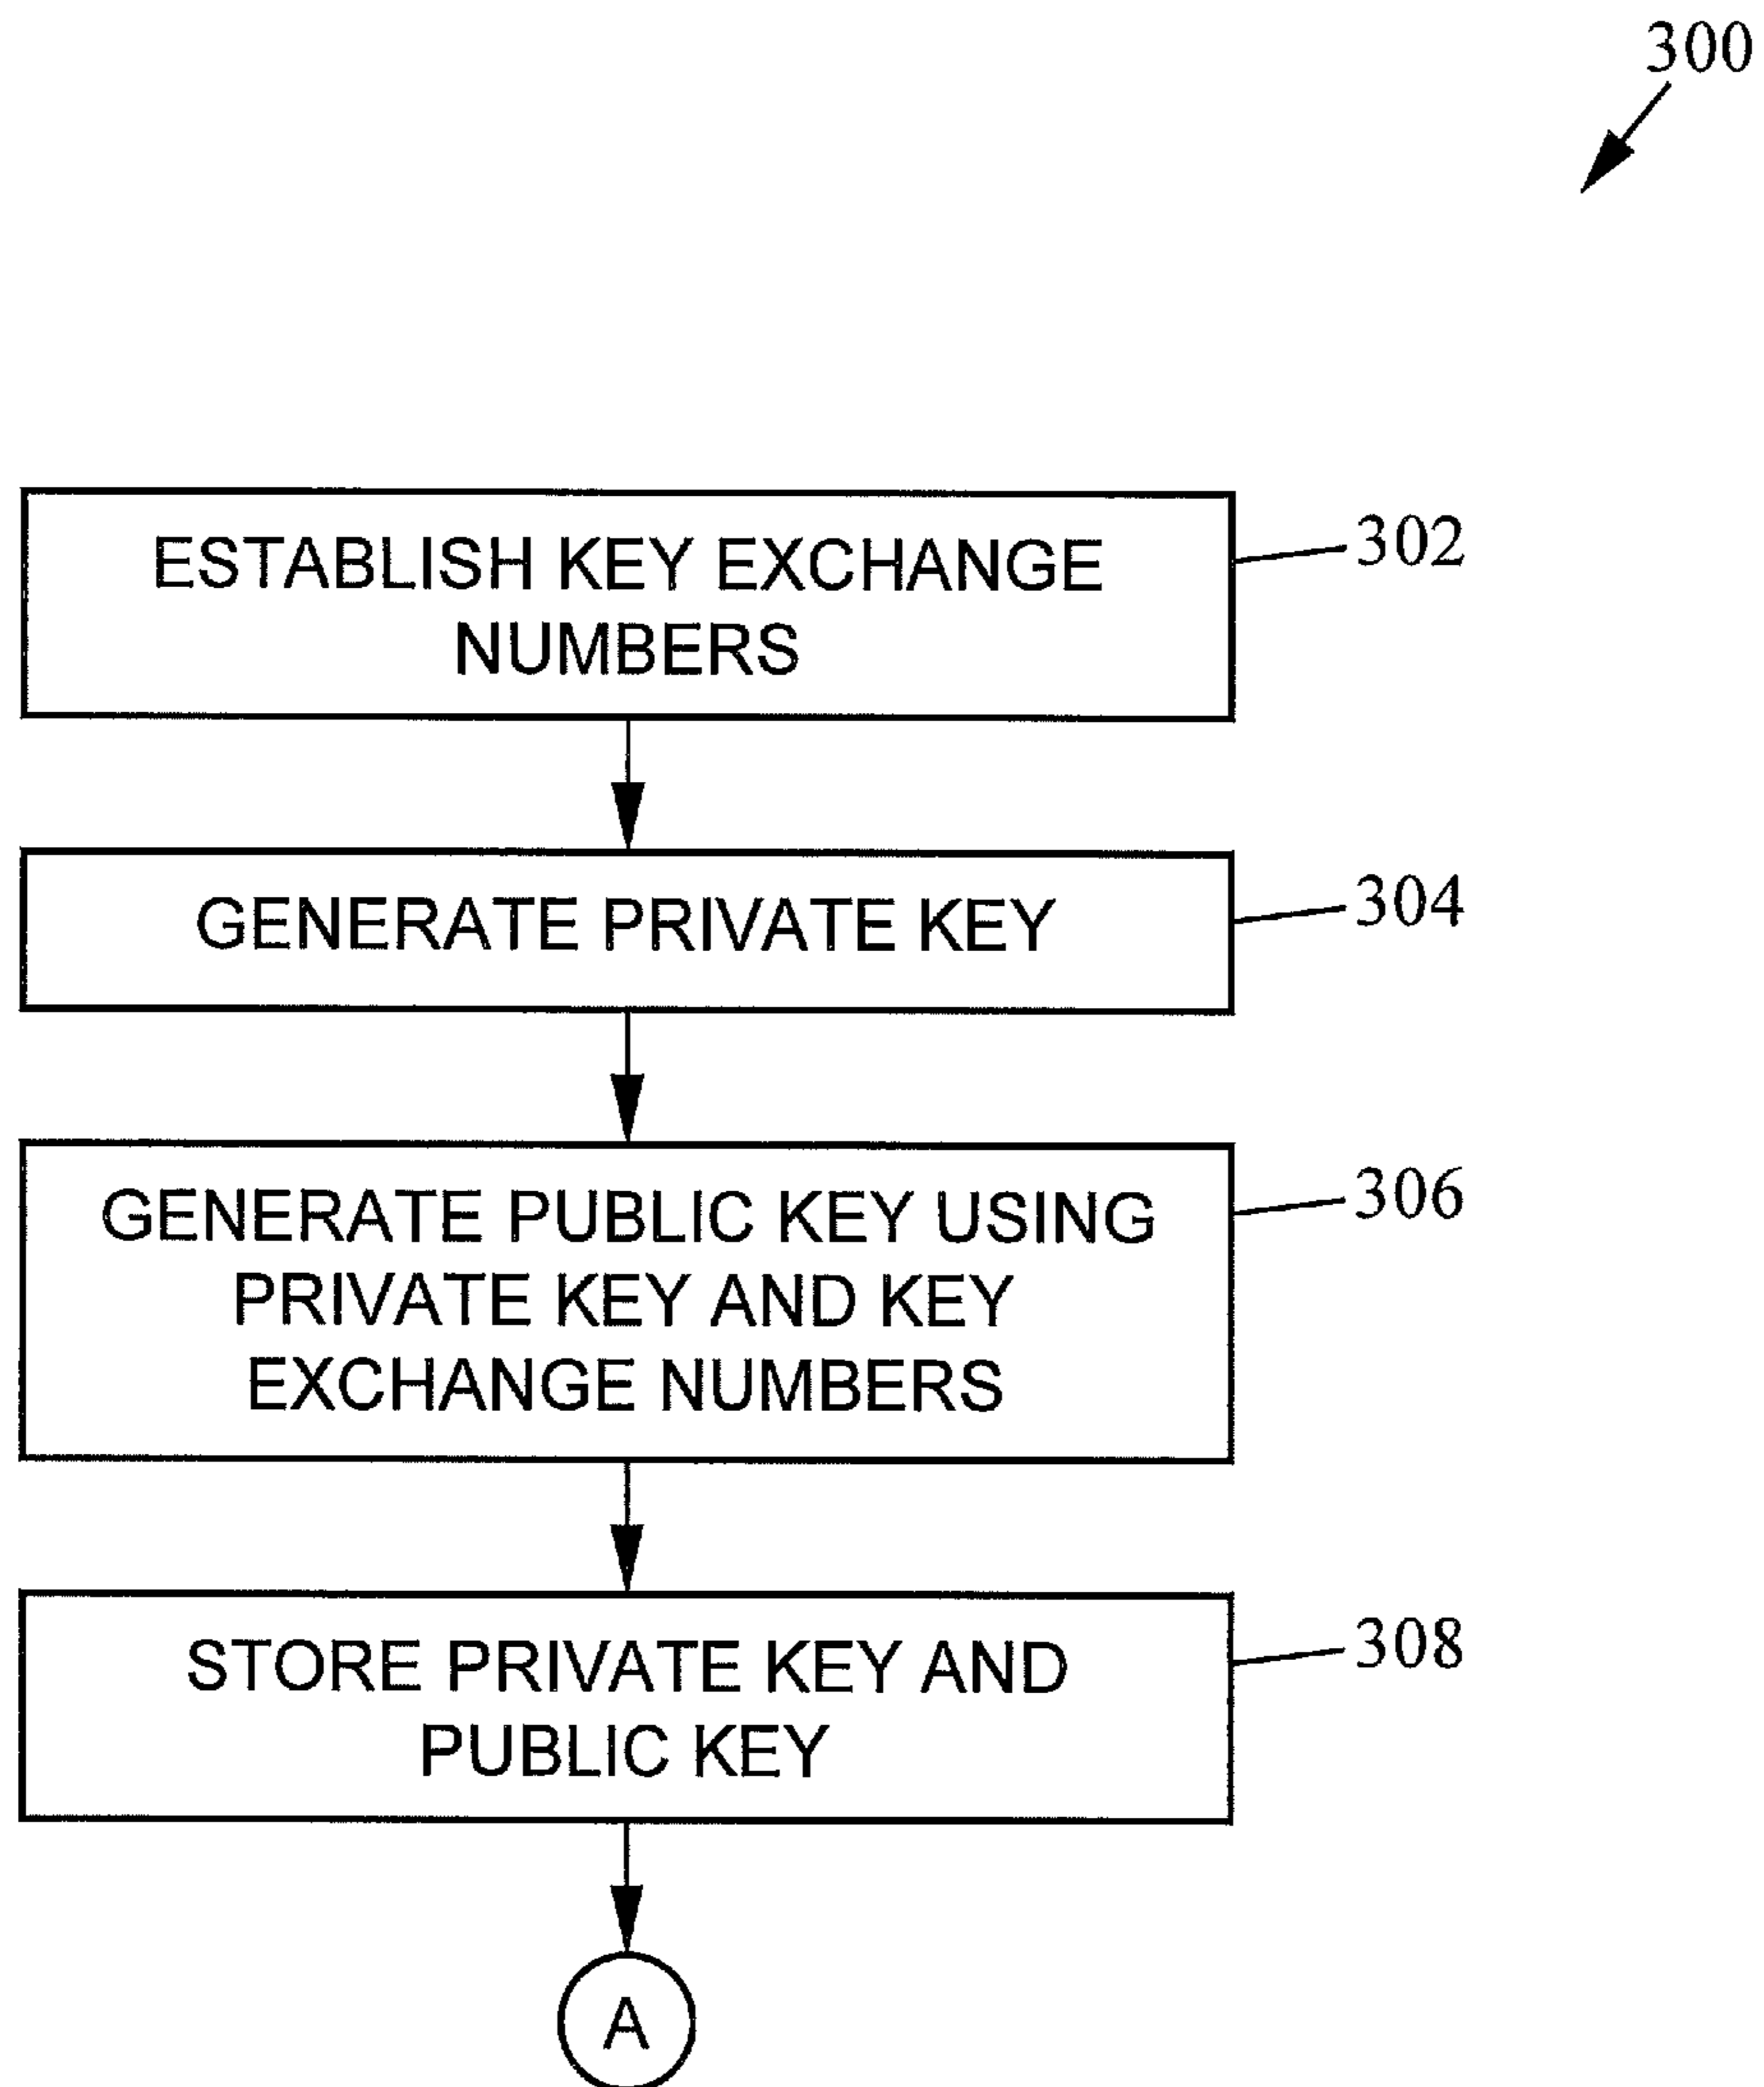 300
ESTABLISH KEY EXCHANGE
NUMBERS
302
GENERATE PRIVATE KEY
304
GENERATE PUBLIC KEY USING
PRIVATE KEY AND KEY
EXCHANGE NUMBERS
306
STORE PRIVATE KEY AND
PUBLIC KEY
308
A